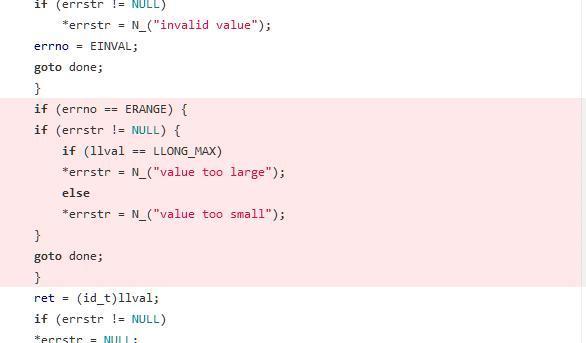 if (errstr != NULL)
*errstr = N_("invalid value");
errno = EINVAL;
goto done;
}
if (errno == ERANGE) {
if (errstr != NULL) {
if (llval == LLONG_MAX)
*errstr = N_("value too large");
else
*errstr = N_("value too small");
}
goto done;
}
ret = (id_t)llval;
if (errstr != NULL)
*errstr = NULL;